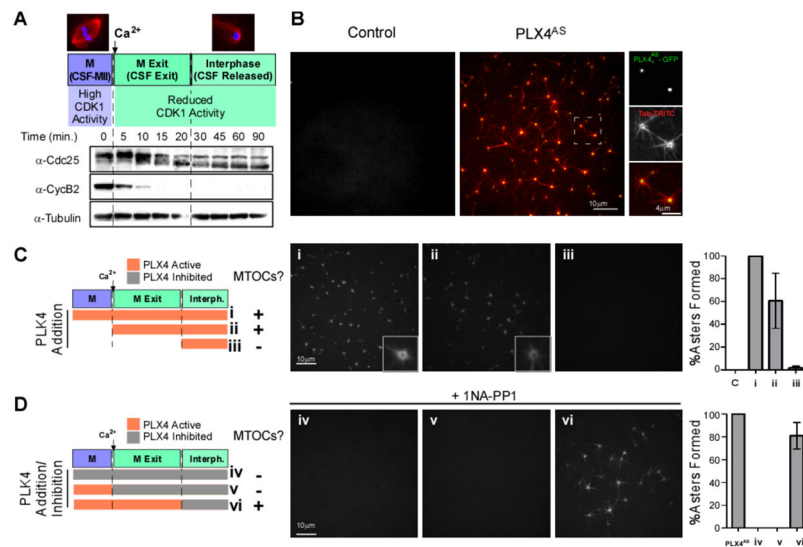 A
Ca²⁺
M
(CSF-MII)
M Exit
(CSF Exit)
Interphase
(CSF Released)
High
CDK1
Activity
Reduced
CDK1 Activity
Time (min.) 0 5 10 15 20 30 45 60 90
α-Cdc25
α-CycB2
α-Tubulin
B
Control
PLX4ᴬˢ
10µm
PLX4ᴬˢ-GFP
Tub/TRITC
4µm
C
PLX4 Active
PLX4 Inhibited
Ca²⁺
MTOCs?
M
M Exit
Interph.
PLK4
Addition
i +
ii +
iii -
i
ii
iii
10µm
%Asters Formed
100
80
60
40
20
0
C i ii iii
D
PLX4 Active
PLX4 Inhibited
Ca²⁺
MTOCs?
M
M Exit
Interph.
PLK4
Addition/
Inhibition
iv -
v -
vi +
+ 1NA-PP1
iv
v
vi
10µm
%Asters Formed
100
80
60
40
20
0
PLX4ᴬˢ iv v vi